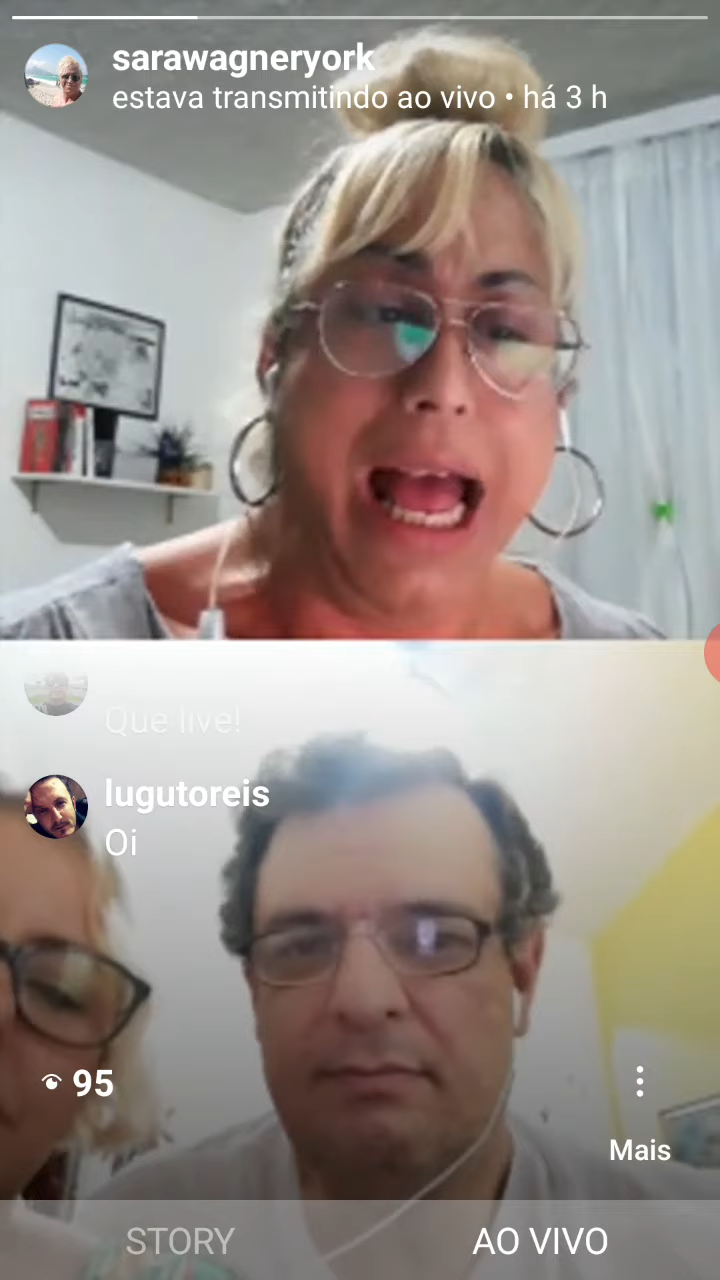 sarawagneryork
estava transmitindo ao vivo • há 3 h
Que live!
lugutoreis
Oi
95
Mais
STORY
AO VIVO